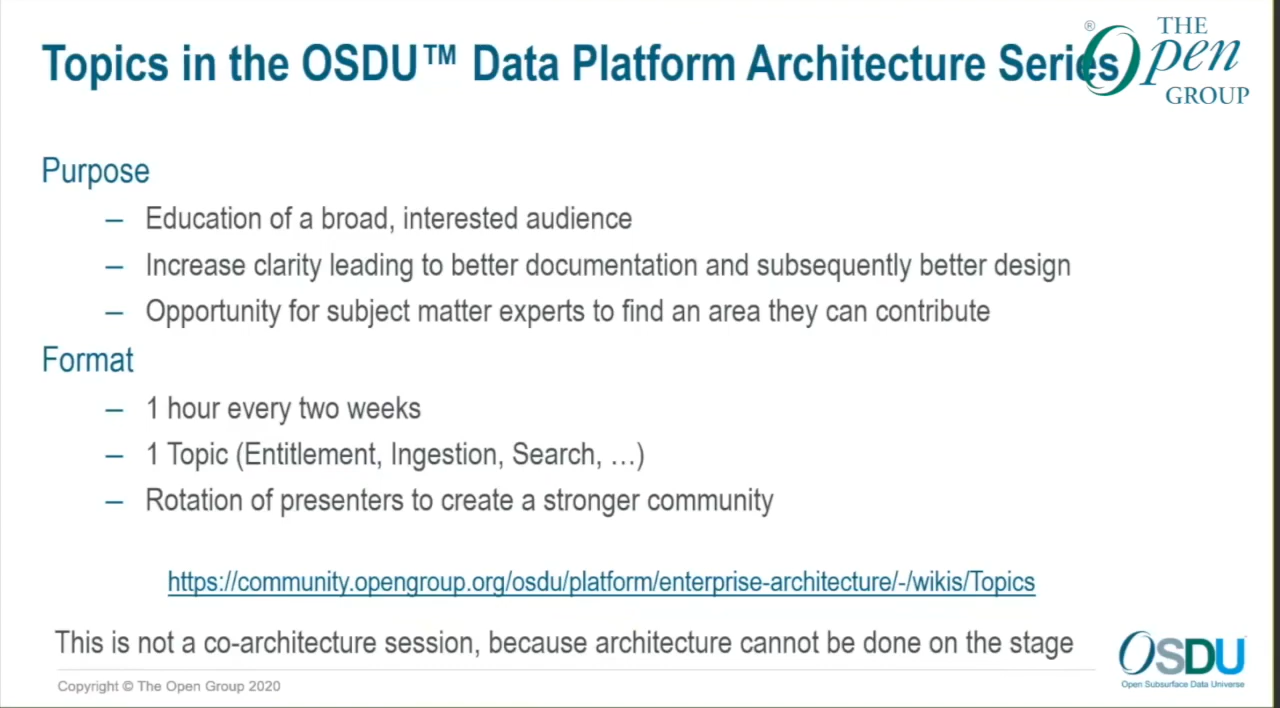 Topics in the OSDU™ Data Platform Architecture Series
®
THE
Open
GROUP
Purpose
– Education of a broad, interested audience
– Increase clarity leading to better documentation and subsequently better design
– Opportunity for subject matter experts to find an area they can contribute
Format
– 1 hour every two weeks
– 1 Topic (Entitlement, Ingestion, Search, …)
– Rotation of presenters to create a stronger community
https://community.opengroup.org/osdu/platform/enterprise-architecture/-/wikis/Topics
This is not a co-architecture session, because architecture cannot be done on the stage
Copyright © The Open Group 2020
OSDU
Open Subsurface Data Universe